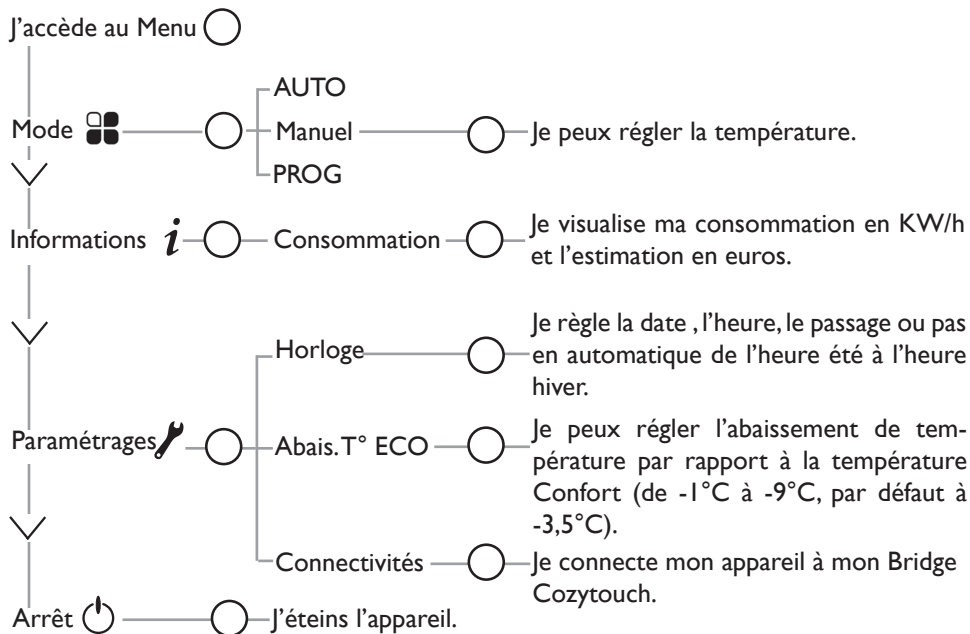 J'accède au Menu
AUTO
Mode
Manuel
Je peux régler la température.
PROG
Informations i
Consommation
Je visualise ma consommation en KW/h
et l'estimation en euros.
Horloge
Je règle la date , l'heure, le passage ou pas
en automatique de l'heure été à l'heure
hiver.
Paramétrages
Abais. T° ECO
Je peux régler l'abaissement de tem-
pérature par rapport à la température
Confort (de -1°C à -9°C, par défaut à
-3,5°C).
Connectivités
Je connecte mon appareil à mon Bridge
Cozytouch.
Arrêt
J'éteins l'appareil.